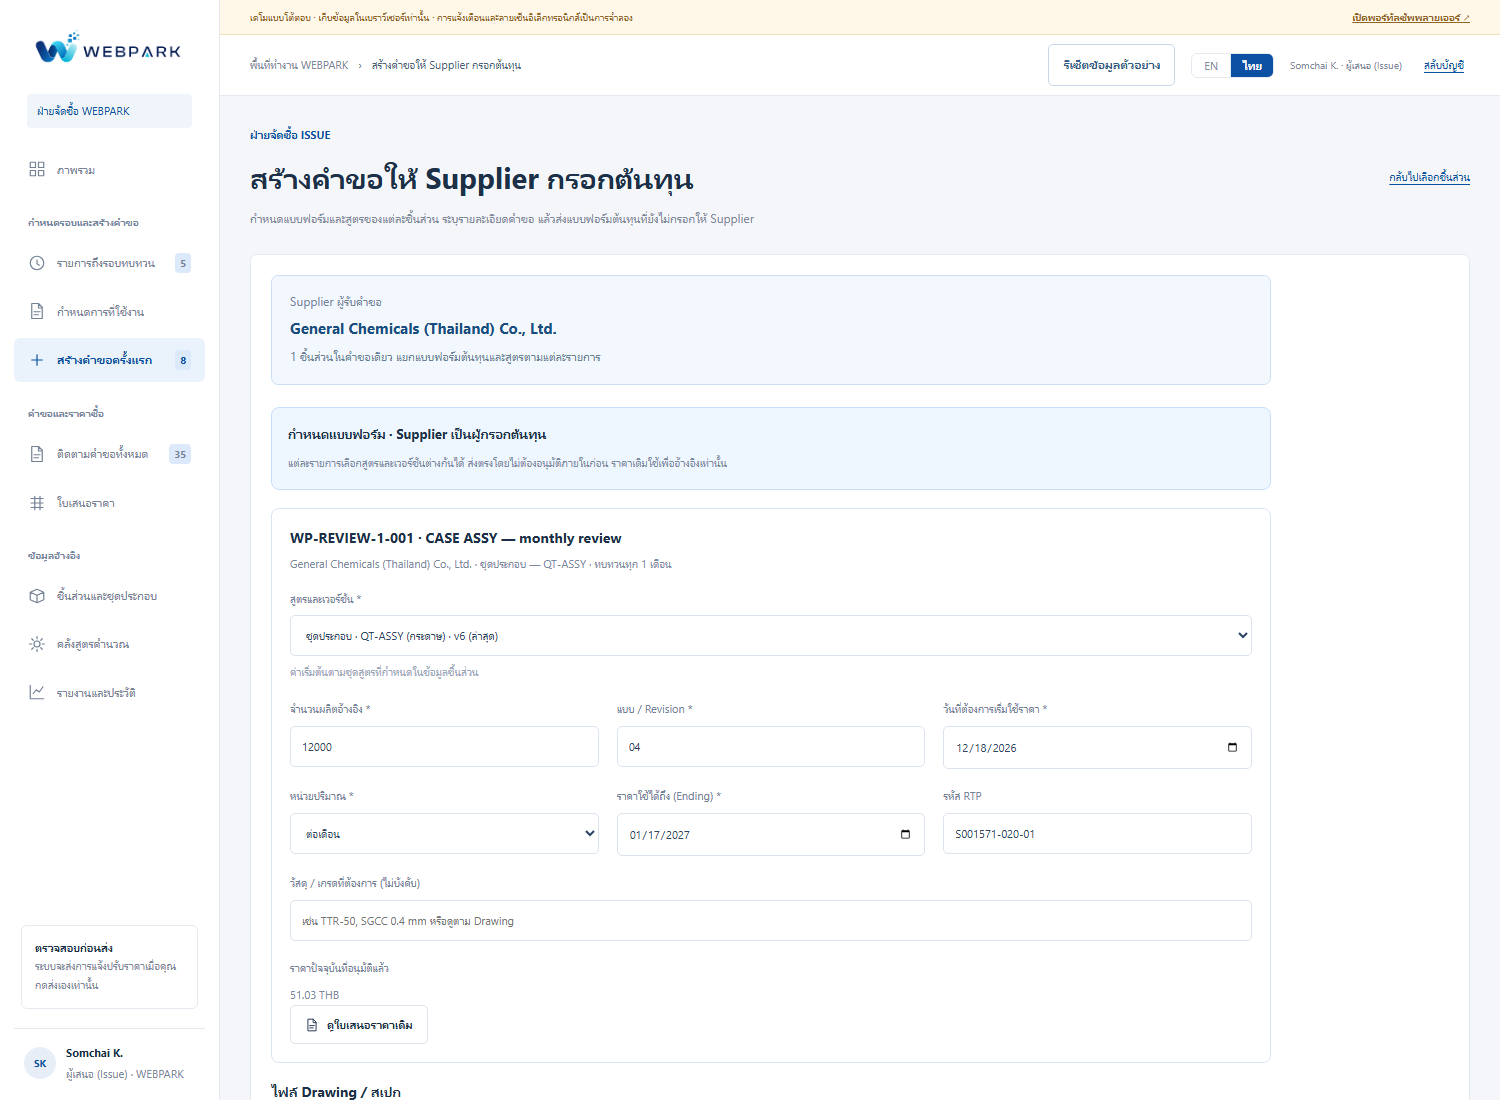 WEBPARK
ฝ่ายจัดซื้อ WEBPARK
ภาพรวม
กำหนดรอบและสร้างคำขอ
รายการถึงรอบทบทวน 5
กำหนดการที่ใช้งาน
สร้างคำขอครั้งแรก 8
คำขอและราคาซื้อ
ติดตามคำขอทั้งหมด 35
ใบเสนอราคา
ข้อมูลอ้างอิง
ชิ้นส่วนและชุดประกอบ
คลังสูตรคำนวณ
รายงานและประวัติ
ตรวจสอบก่อนส่ง
ระบบจะส่งการแจ้งปรับราคาเมื่อคุณ
กดส่งเองเท่านั้น
SK
Somchai K.
ผู้เสนอ (Issue) · WEBPARK
เดโมแบบโต้ตอบ · เก็บข้อมูลในเบราว์เซอร์เท่านั้น · การแจ้งเตือนและลายเซ็นอิเล็กทรอนิกส์เป็นการจำลอง
เปิดพอร์ทัลซัพพลายเออร์ ↗
พื้นที่ทำงาน WEBPARK › สร้างคำขอให้ Supplier กรอกต้นทุน
รีเซ็ตข้อมูลตัวอย่าง
EN ไทย
Somchai K. · ผู้เสนอ (Issue)
สลับบัญชี
ฝ่ายจัดซื้อ ISSUE
สร้างคำขอให้ Supplier กรอกต้นทุน
กลับไปเลือกชิ้นส่วน
กำหนดแบบฟอร์มและสูตรของแต่ละชิ้นส่วน ระบุรายละเอียดคำขอ แล้วส่งแบบฟอร์มต้นทุนที่ยังไม่กรอกให้ Supplier
Supplier ผู้รับคำขอ
General Chemicals (Thailand) Co., Ltd.
1 ชิ้นส่วนในคำขอเดียว แยกแบบฟอร์มต้นทุนและสูตรตามแต่ละรายการ
กำหนดแบบฟอร์ม · Supplier เป็นผู้กรอกต้นทุน
แต่ละรายการเลือกสูตรและเวอร์ชันต่างกันได้ ส่งตรงโดยไม่ต้องอนุมัติภายในก่อน ราคาเดิมใช้เพื่ออ้างอิงเท่านั้น
WP-REVIEW-1-001 · CASE ASSY — monthly review
General Chemicals (Thailand) Co., Ltd. · ชุดประกอบ — QT-ASSY · ทบทวนทุก 1 เดือน
สูตรและเวอร์ชัน *
ชุดประกอบ · QT-ASSY (กระดาษ) · v6 (ล่าสุด)
ค่าเริ่มต้นตามชุดสูตรที่กำหนดในข้อมูลชิ้นส่วน
จำนวนผลิตอ้างอิง *
แบบ / Revision *
วันที่ต้องการเริ่มใช้ราคา *
12000
04
12/18/2026
หน่วยปริมาณ *
ราคาใช้ได้ถึง (Ending) *
รหัส RTP
ต่อเดือน
01/17/2027
S001571-020-01
วัสดุ / เกรดที่ต้องการ (ไม่บังคับ)
เช่น TTR-50, SGCC 0.4 mm หรือดูตาม Drawing
ราคาปัจจุบันที่อนุมัติแล้ว
51.03 THB
ดูใบเสนอราคาเดิม
ไฟล์ Drawing / สเปก